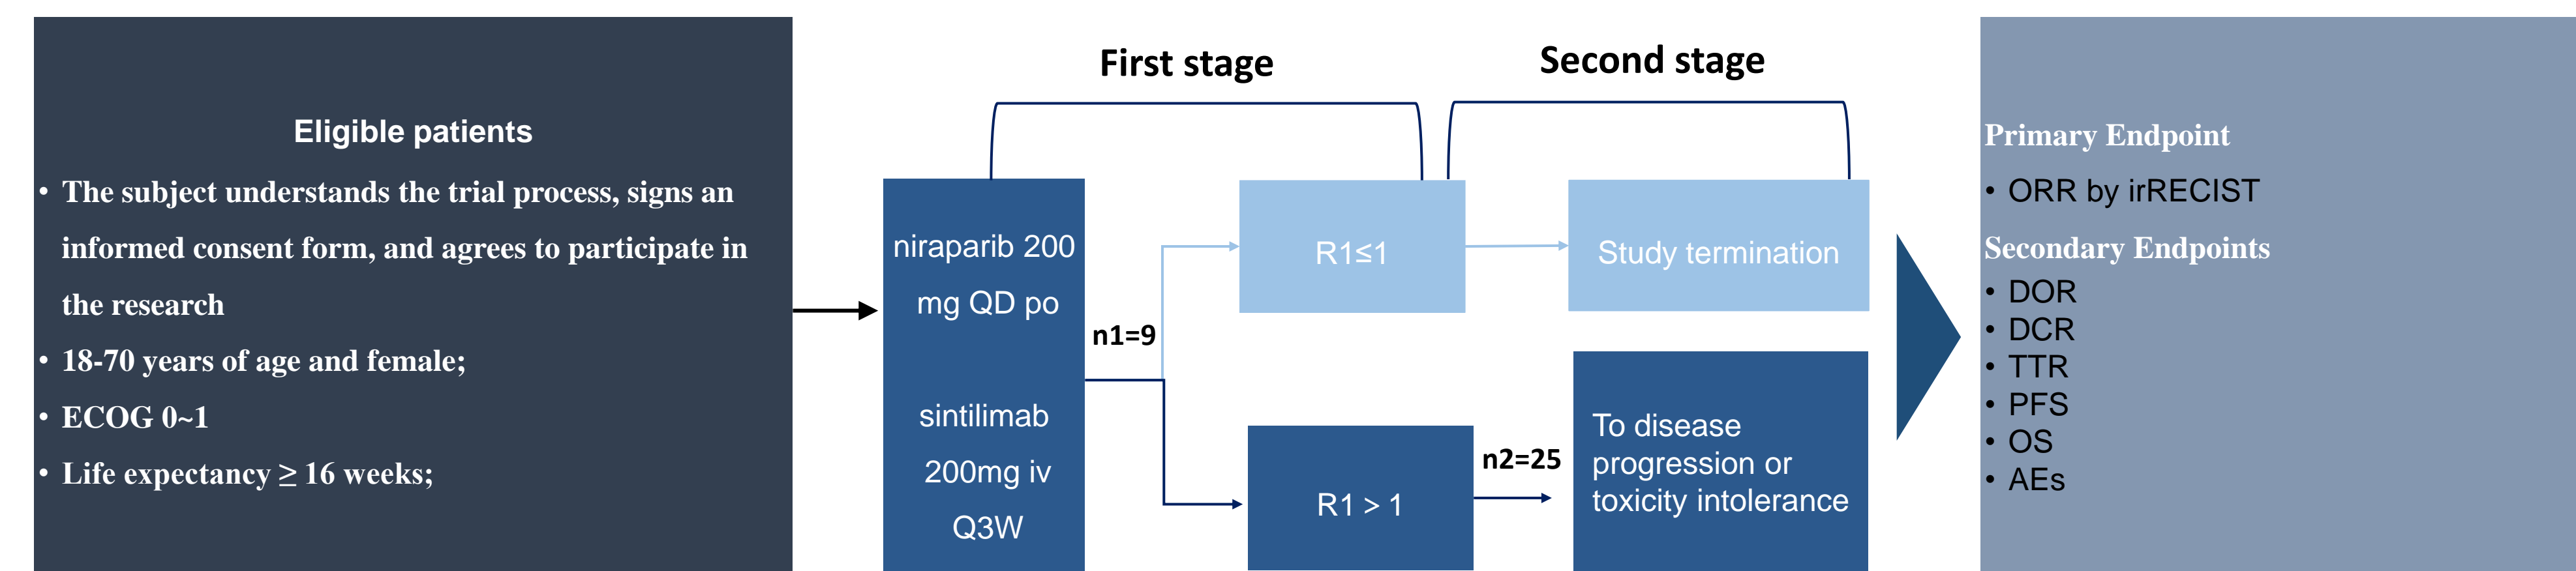 Eligible patients
• The subject understands the trial process, signs an
informed consent form, and agrees to participate in
the research
• 18-70 years of age and female;
• ECOG 0~1
• Life expectancy ≥ 16 weeks;
First stage
Second stage
niraparib 200
mg QD po
sintilimab
200mg iv
Q3W
n1=9
R1≤1
Study termination
R1 > 1
n2=25
To disease
progression or
toxicity intolerance
Primary Endpoint
• ORR by irRECIST
Secondary Endpoints
• DOR
• DCR
• TTR
• PFS
• OS
• AEs